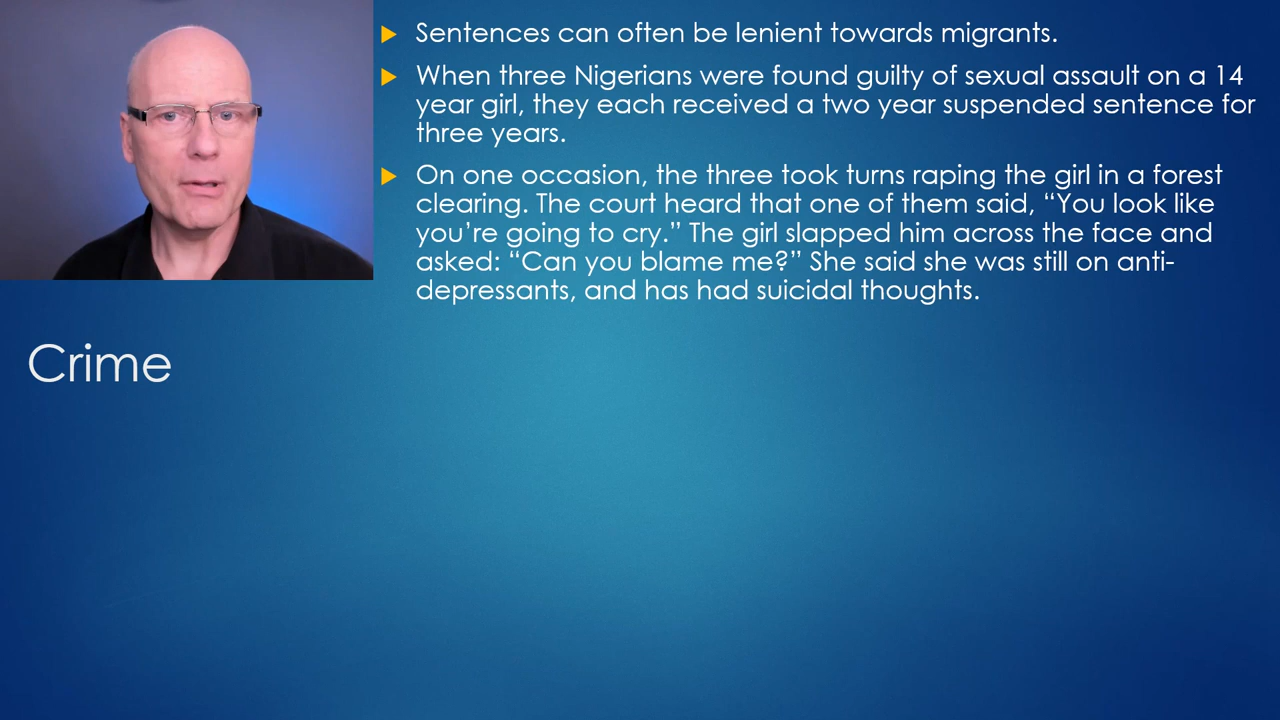 Sentences can often be lenient towards migrants.
When three Nigerians were found guilty of sexual assault on a 14
year girl, they each received a two year suspended sentence for
three years.
On one occasion, the three took turns raping the girl in a forest
clearing. The court heard that one of them said, “You look like
you’re going to cry.” The girl slapped him across the face and
asked: “Can you blame me?” She said she was still on anti-
depressants, and has had suicidal thoughts.
Crime